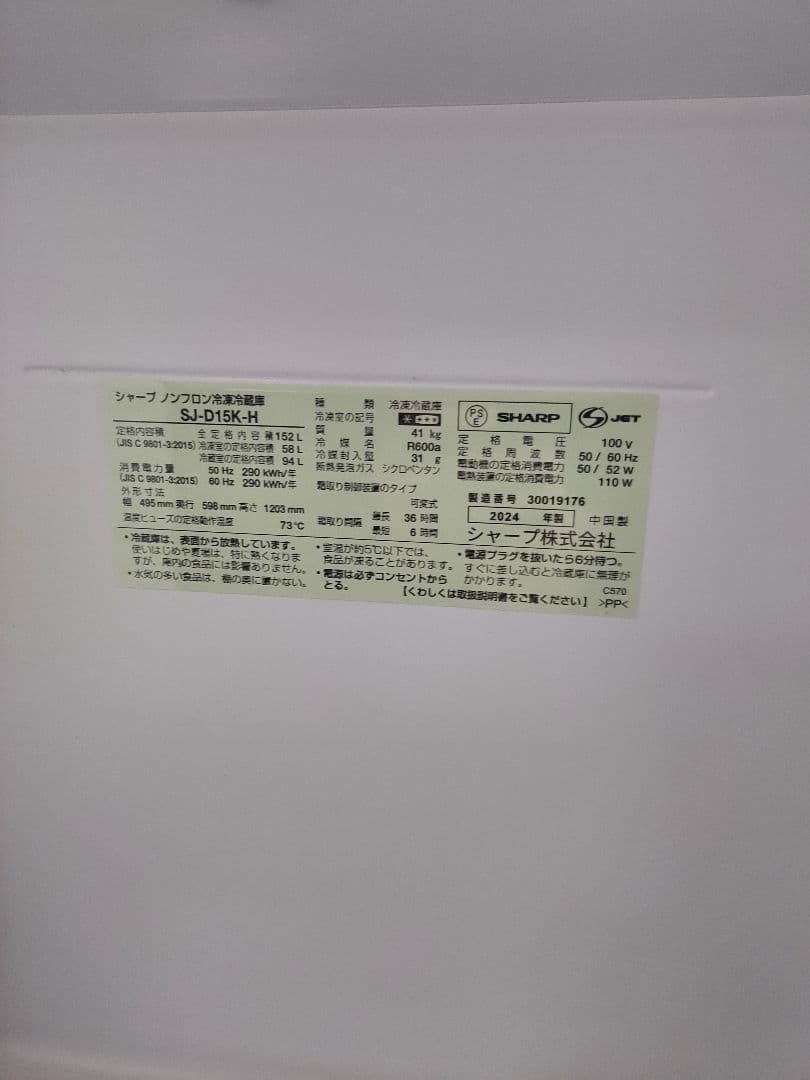 シャープ ノンフロン冷凍冷蔵庫
SJ-D15K-H
定格内容積 全定格内容積 152 L
(JIS C 9801-3:2015) 冷凍室の定格内容積 58 L
冷蔵室の定格内容積 94 L
消費電力量 50 Hz 290 kWh/年
(JIS C 9801-3:2015) 60 Hz 290 kWh/年
外形寸法
幅 495 mm 奥行 598 mm 高さ 1203 mm
温度ヒューズの定格動作温度 73℃
種類 冷凍冷蔵庫
冷凍室の記号
質量 41 kg
冷媒名 R600a
冷媒封入量 31 g
断熱発泡ガス シクロペンタン
霜取り制御装置のタイプ
可変式
霜取り間隔 最長 36 時間
最短 6 時間
PS
E
SHARP
JET
定格電圧 100 V
定格周波数 50 / 60 Hz
電動機の定格消費電力 50 / 52 W
電熱装置の定格消費電力 110 W
製造番号 30019176
2024 年製 中国製
シャープ株式会社
・冷蔵庫は、表面から放熱しています。
使いはじめや夏場は、特に熱くなりま
すが、庫内の食品には影響ありません。
・水気の多い食品は、棚の奥に置かない。
・室温が約5℃以下では、
食品が凍ることがあります。
・電源は必ずコンセントから
とる。
・電源プラグを抜いたら6分待つ。
すぐに差し込むと冷蔵庫に無理が
かかります。
C570
【くわしくは取扱説明書をご覧ください】 >PP<